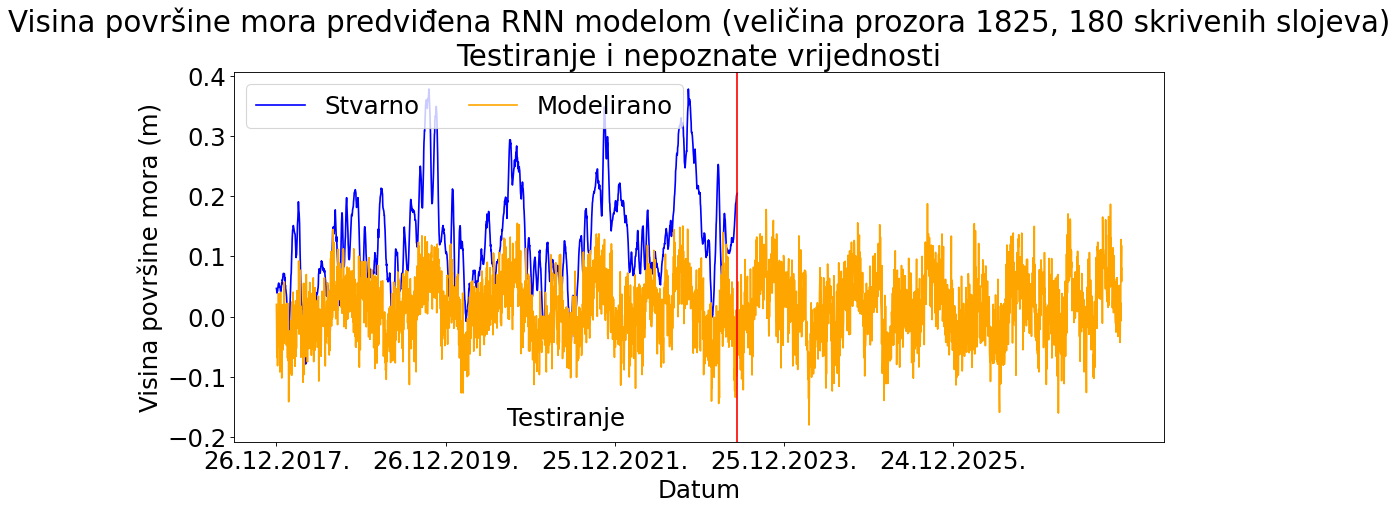 Visina površine mora predviđena RNN modelom (veličina prozora 1825, 180 skrivenih slojeva)
Testiranje i nepoznate vrijednosti
Stvarno Modelirano
Visina površine mora (m)
0.4
0.3
0.2
0.1
0.0
−0.1
−0.2
Testiranje
26.12.2017. 26.12.2019. 25.12.2021. 25.12.2023. 24.12.2025.
Datum